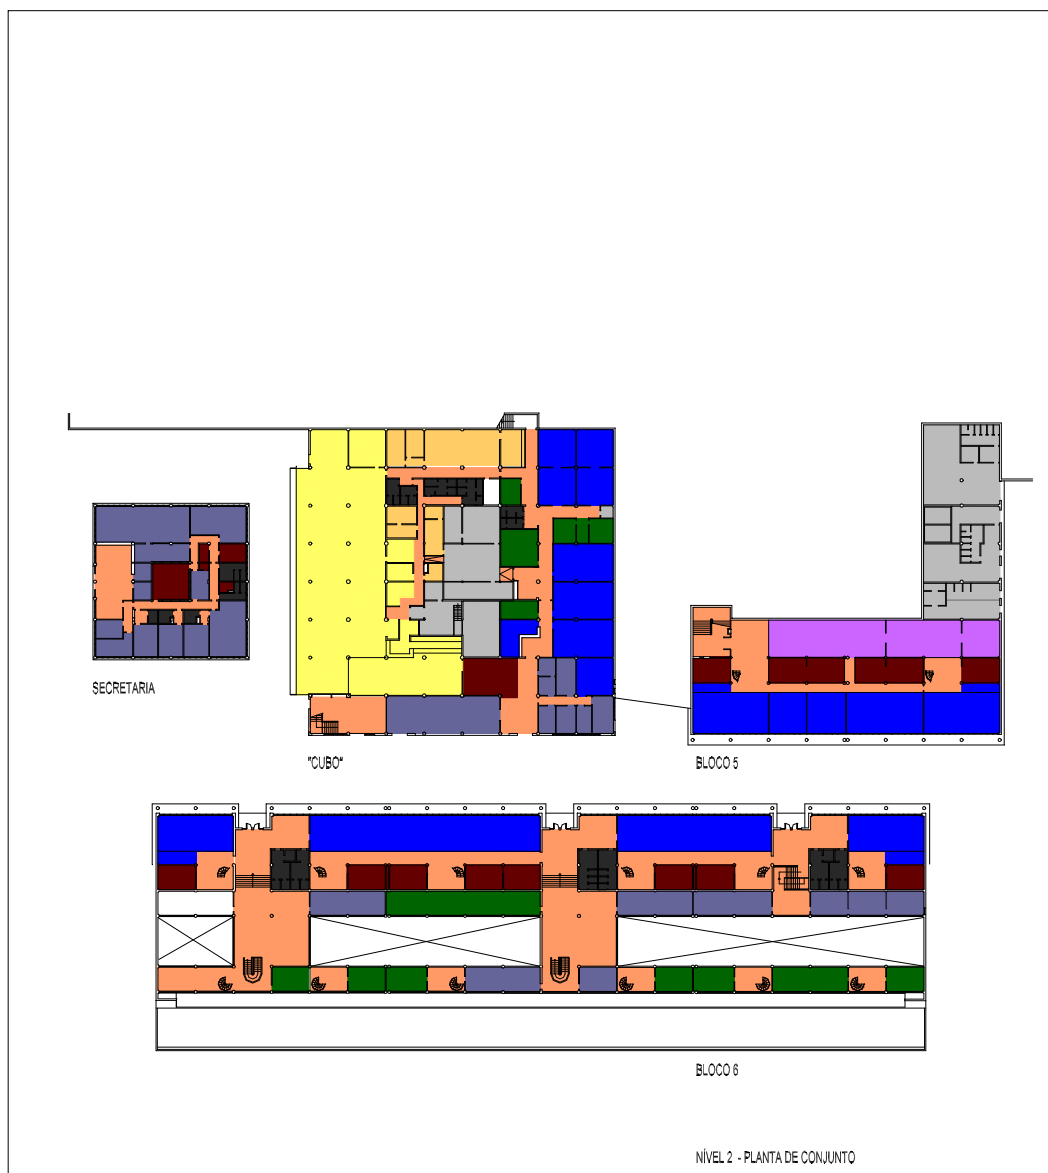 SECRETARIA
"CUBO"
BLOCO 5
BLOCO 6
NÍVEL 2 - PLANTA DE CONJUNTO